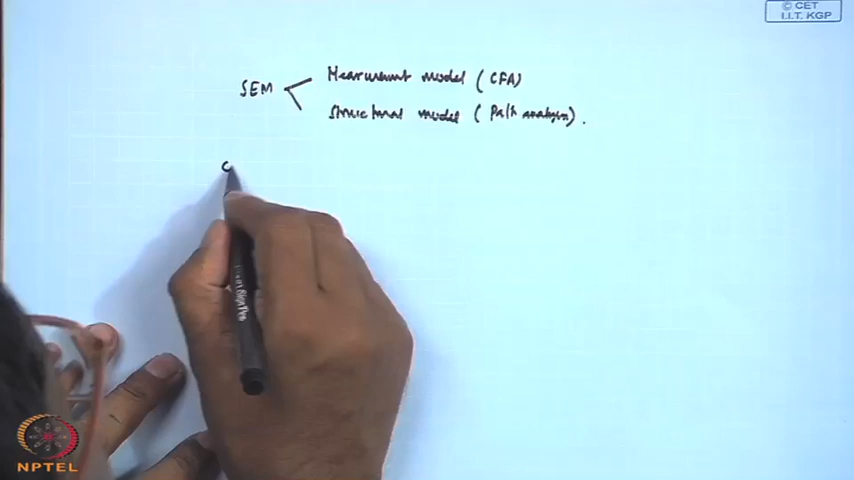 © CET
I.I.T. KGP
SEM
Measurement model (CFA)
Structural model (Path analysis).
C
NPTEL